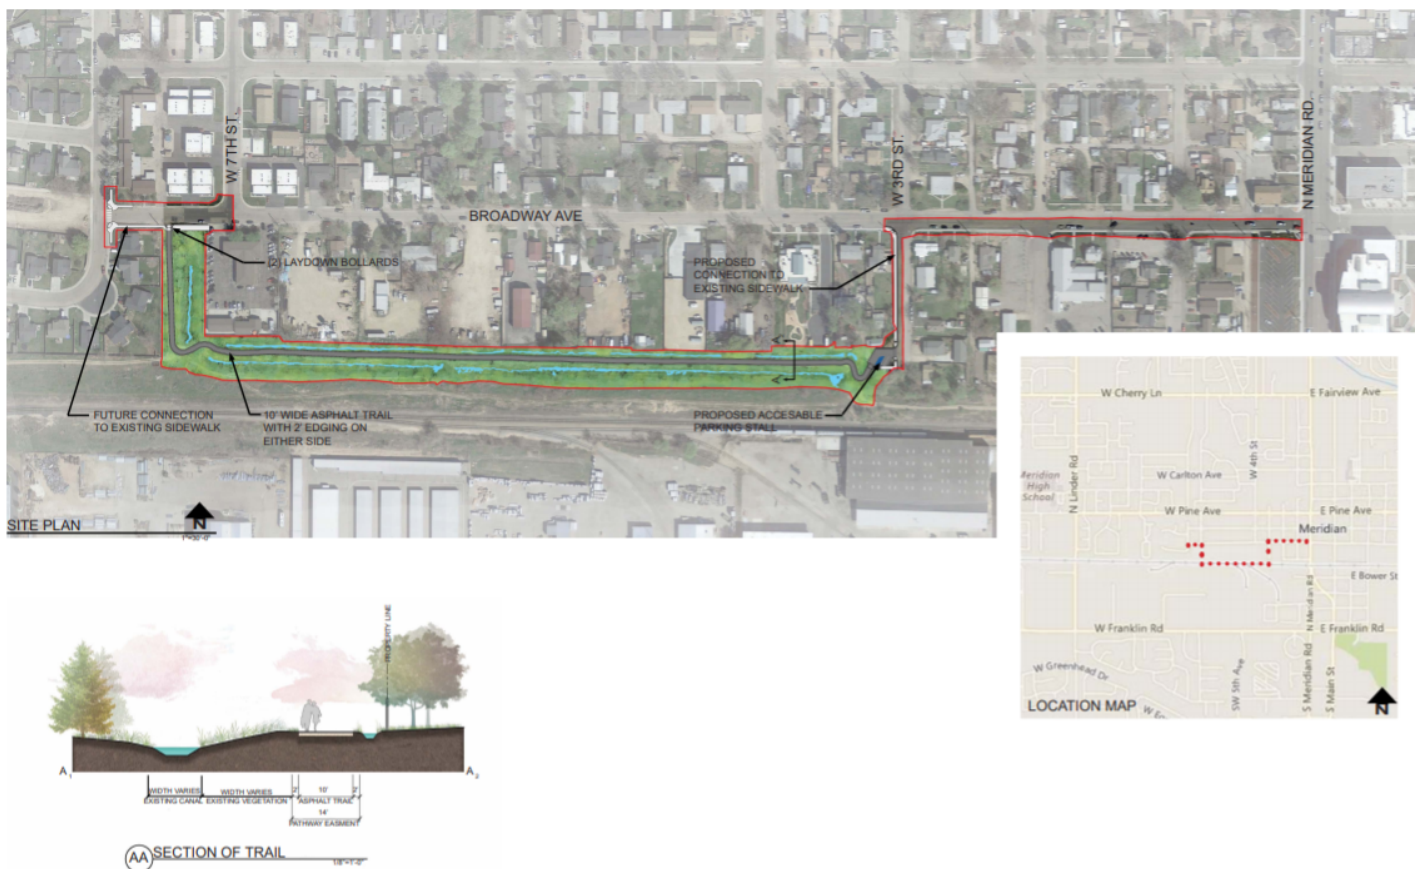 W 7TH ST.
W 3RD ST.
N MERIDIAN RD.
BROADWAY AVE
(2) LAYDOWN BOLLARDS
PROPOSED
CONNECTION TO
EXISTING SIDEWALK
FUTURE CONNECTION
TO EXISTING SIDEWALK
10' WIDE ASPHALT TRAIL
WITH 2' EDGING ON
EITHER SIDE
PROPOSED ACCESABLE
PARKING STALL
SITE PLAN
N
W Cherry Ln
E Fairview Ave
N Linder Rd
W 4th St
W Carlton Ave
Meridian
High
School
W Pine Ave
E Pine Ave
Meridian
E Bower St
N Meridian Rd
W Franklin Rd
E Franklin Rd
W Greenhead Dr
SW 5th Ave
S Meridian Rd
S Main St
LOCATION MAP
N
PROPERTY LINE
A1
A2
WIDTH VARIES
EXISTING CANAL
WIDTH VARIES
EXISTING VEGETATION
2'
10'
ASPHALT TRAIL
2'
14'
PATHWAY EASMENT
AA
SECTION OF TRAIL
1/8"=1'-0"